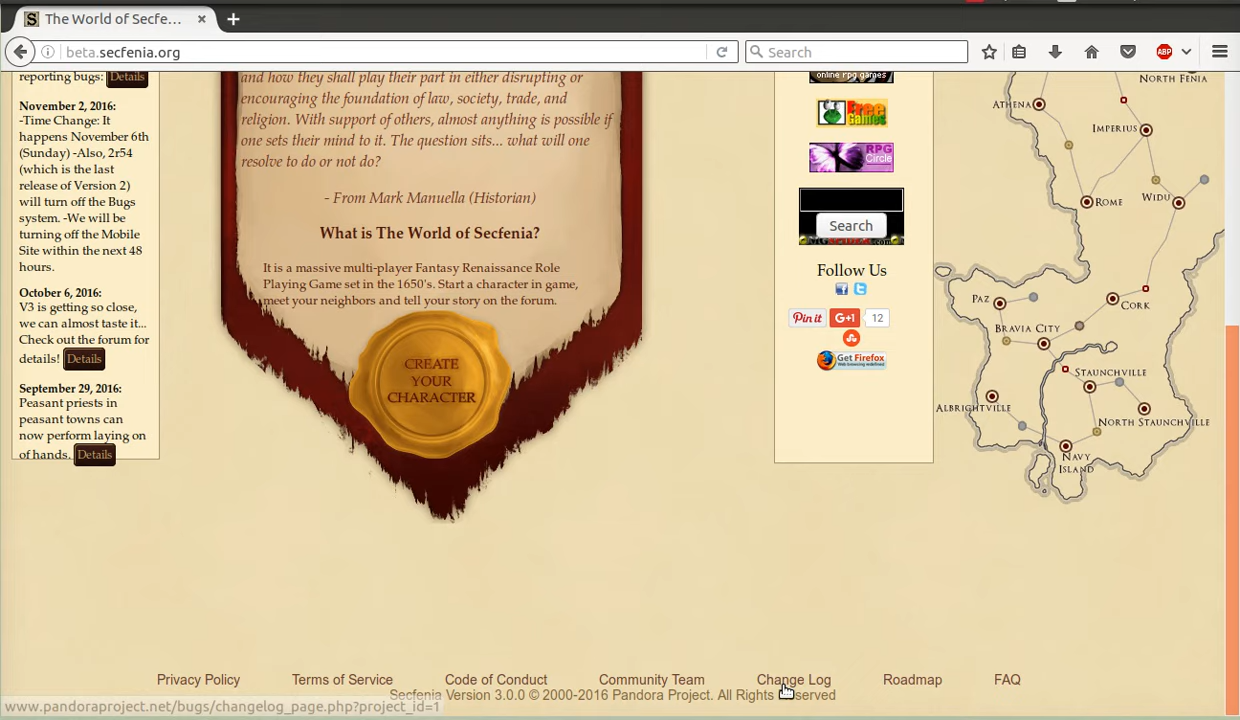 The World of Secfe...
beta.secfenia.org
Search
reporting bugs: Details
November 2, 2016:
-Time Change: It
happens November 6th
(Sunday) -Also, 2r54
(which is the last
release of Version 2)
will turn off the Bugs
system. -We will be
turning off the Mobile
Site within the next 48
hours.
October 6, 2016:
V3 is getting so close,
we can almost taste it...
Check out the forum for
details! Details
September 29, 2016:
Peasant priests in
peasant towns can
now perform laying on
of hands. Details
and how they shall play their part in either disrupting or
encouraging the foundation of law, society, trade, and
religion. With support of others, almost anything is possible if
one sets their mind to it. The question sits... what will one
resolve to do or not do?
- From Mark Manuella (Historian)
What is The World of Secfenia?
It is a massive multi-player Fantasy Renaissance Role
Playing Game set in the 1650's. Start a character in game,
meet your neighbors and tell your story on the forum.
CREATE
YOUR
CHARACTER
online rpg games
Free
Games
RPG
Circle
Search
Follow Us
Pin it
G+1
12
Get Firefox
NORTH FENIA
ATHENA
IMPERIUS
ROME
WIDU
PAZ
CORK
BRAVIA CITY
STAUNCHVILLE
ALBRIGHTVILLE
NORTH STAUNCHVILLE
NAVY
ISLAND
Privacy Policy
Terms of Service
Code of Conduct
Community Team
Change Log
Roadmap
FAQ
Secfenia Version 3.0.0 © 2000-2016 Pandora Project. All Rights Reserved
www.pandoraproject.net/bugs/changelog_page.php?project_id=1
ABP